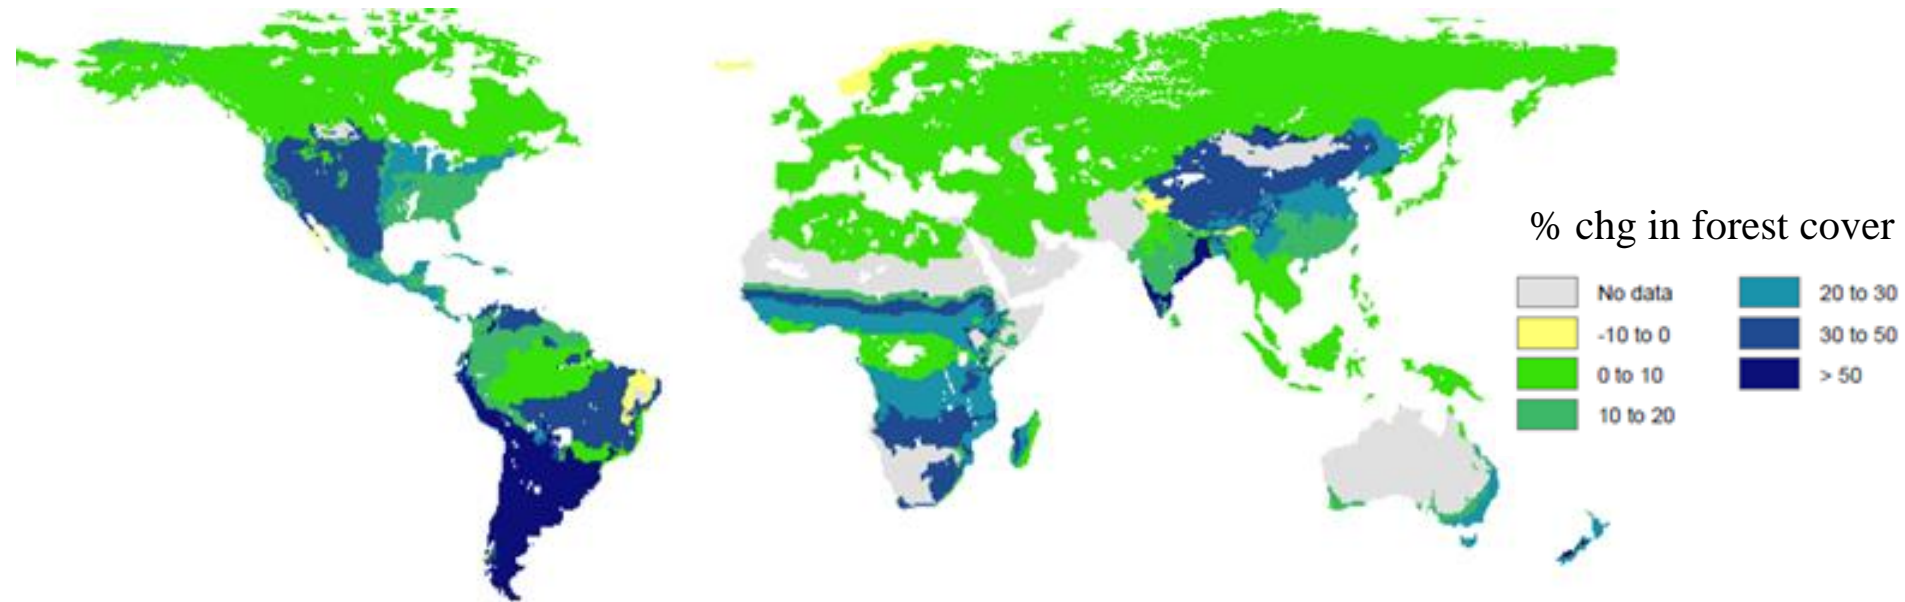 % chg in forest cover
No data
-10 to 0
0 to 10
10 to 20
20 to 30
30 to 50
> 50